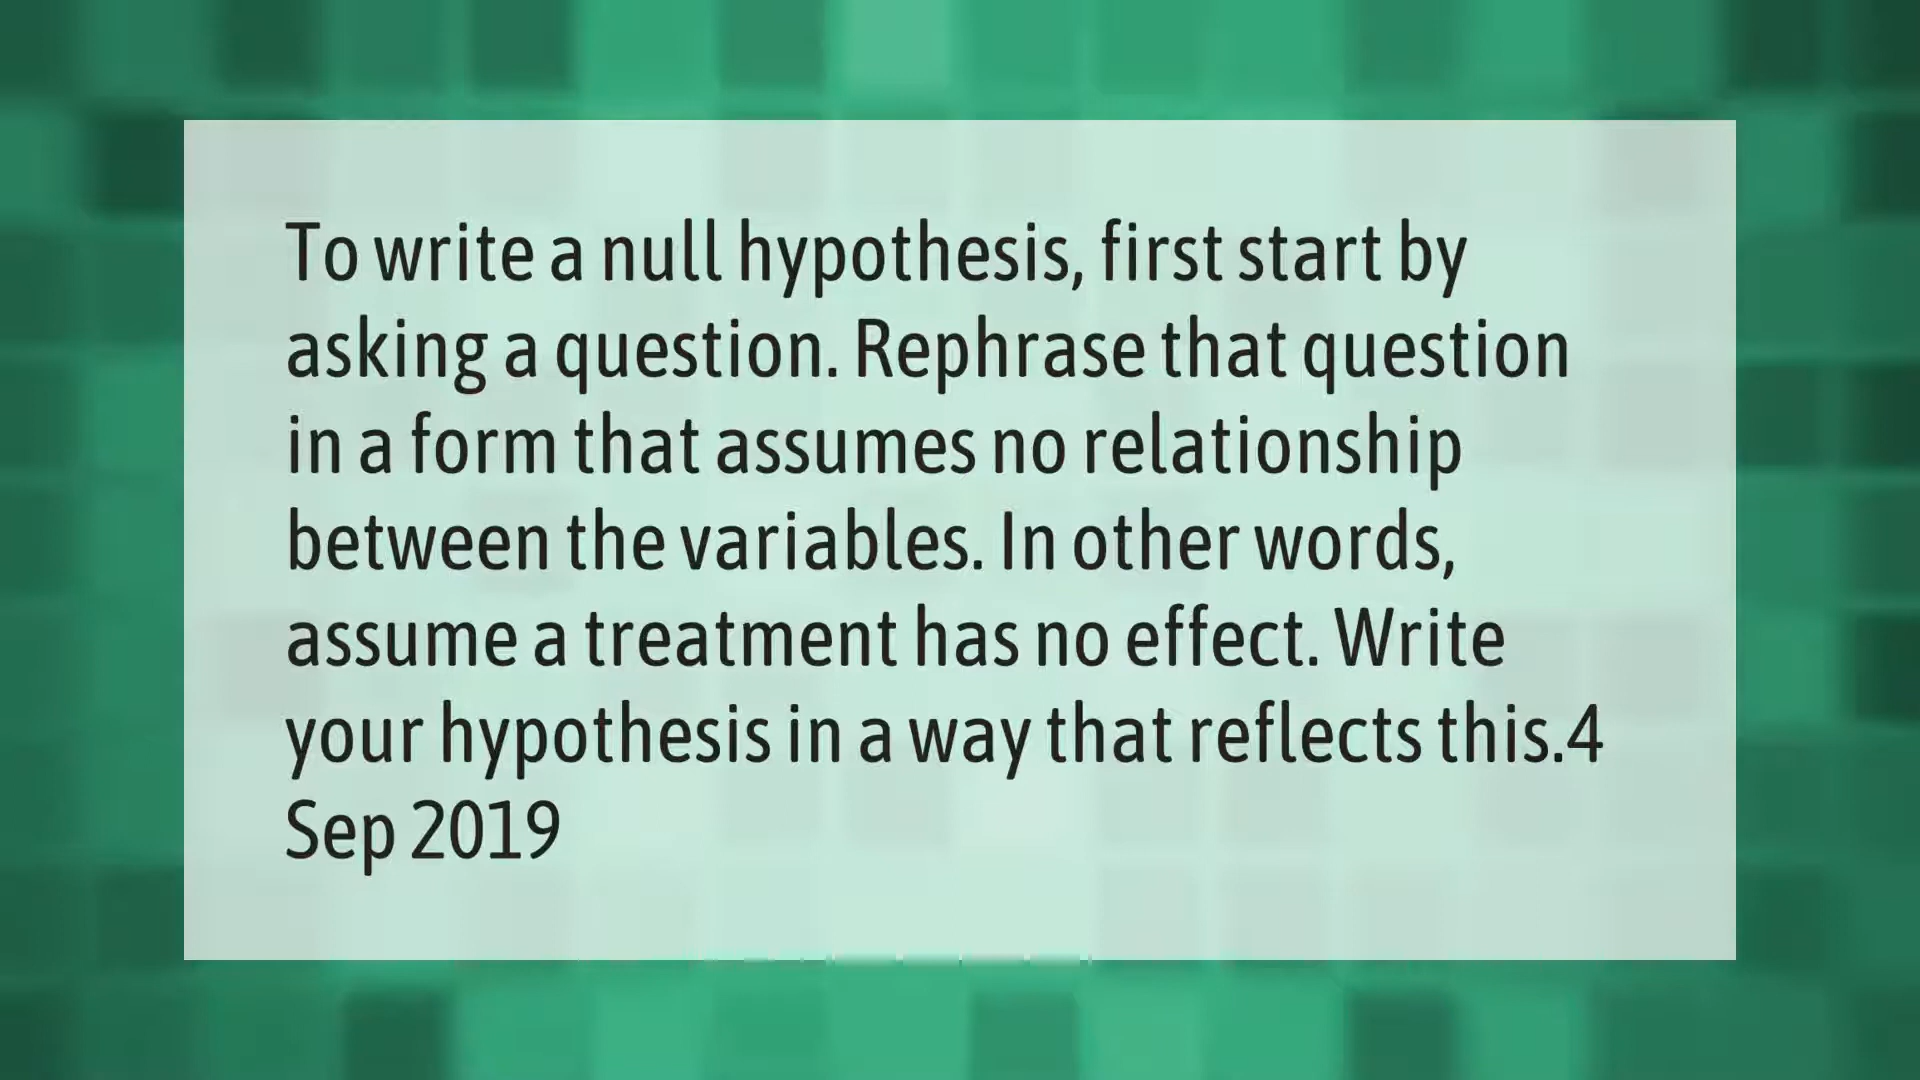 To write a null hypothesis, first start by
asking a question. Rephrase that question
in a form that assumes no relationship
between the variables. In other words,
assume a treatment has no effect. Write
your hypothesis in a way that reflects this.4
Sep 2019